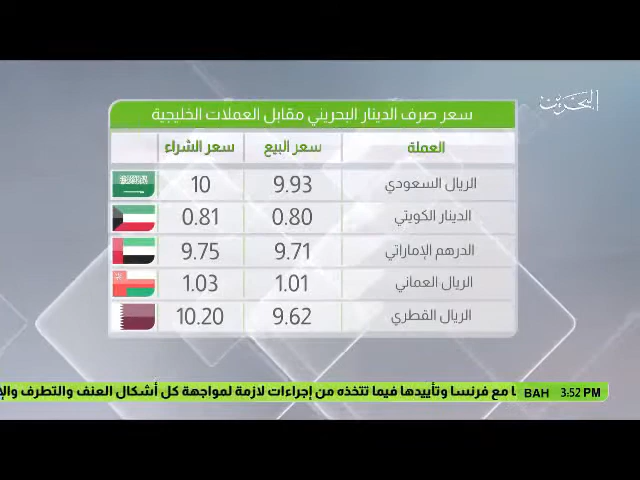 البحرين
سعر صرف الدينار البحريني مقابل العملات الخليجية
العملة سعر البيع سعر الشراء
الريال السعودي 9.93 10
الدينار الكويتي 0.80 0.81
الدرهم الإماراتي 9.71 9.75
الريال العماني 1.01 1.03
الريال القطري 9.62 10.20
3:52 PM BAH مع فرنسا وتأييدها فيما تتخذه من إجراءات لازمة لمواجهة كل أشكال العنف والتطرف